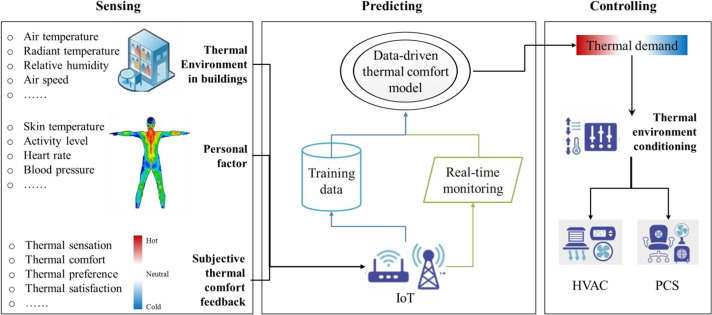 Sensing
Air temperature
Radiant temperature
Relative humidity
Air speed
……
Thermal
Environment
in buildings
Skin temperature
Activity level
Heart rate
Blood pressure
……
Personal
factor
Thermal sensation
Thermal comfort
Thermal preference
Thermal satisfaction
……
Hot
Neutral
Cold
Subjective
thermal
comfort
feedback
Predicting
Data-driven
thermal comfort
model
Training
data
Real-time
monitoring
IoT
Controlling
Thermal demand
Thermal
environment
conditioning
HVAC
PCS